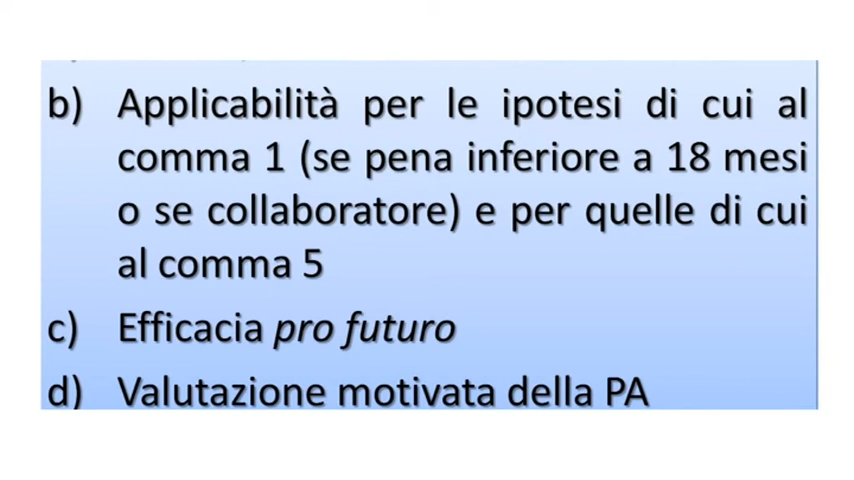 b) Applicabilità per le ipotesi di cui al
comma 1 (se pena inferiore a 18 mesi
o se collaboratore) e per quelle di cui
al comma 5
c) Efficacia pro futuro
d) Valutazione motivata della PA